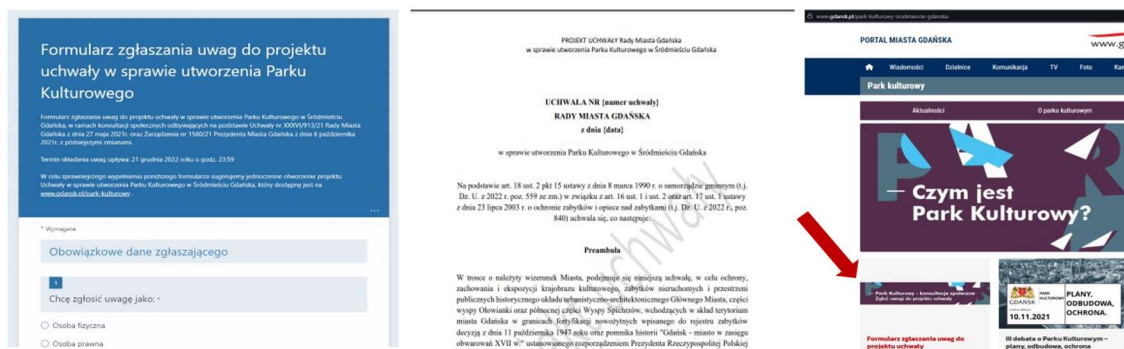 Formularz zgłaszania uwag do projektu
uchwały w sprawie utworzenia Parku
Kulturowego
Formularz zgłaszania uwag do projektu uchwały w sprawie utworzenia Parku Kulturowego w Śródmieściu
Gdańska, w ramach konsultacji społecznych odbywających na podstawie Uchwały nr XXXVI/913/21 Rady Miasta
Gdańska z dnia 27 maja 2021r. oraz Zarządzenia nr 1560/21 Prezydenta Miasta Gdańska z dnia 6 października
2021r. z późniejszymi zmianami.
Termin składania uwag upływa: 21 grudnia 2022 roku o godz. 23:59
W celu sprawniejszego wypełnienia poniższego formularza sugerujemy jednoczesne otworzenie projektu
Uchwały w sprawie utworzenia Parku Kulturowego w Śródmieściu Gdańska, który dostępny jest na
www.gdansk.pl/park-kulturowy .
* Wymagane
Obowiązkowe dane zgłaszającego
1
Chcę zgłosić uwagę jako: *
Osoba fizyczna
Osoba prawna
PROJEKT UCHWAŁY Rady Miasta Gdańska
w sprawie utworzenia Parku Kulturowego w Śródmieściu Gdańska
UCHWAŁA NR {numer uchwały}
RADY MIASTA GDAŃSKA
z dnia {data}
w sprawie utworzenia Parku Kulturowego w Śródmieściu Gdańska
Na podstawie art. 18 ust. 2 pkt 15 ustawy z dnia 8 marca 1990 r. o samorządzie gminnym (t.j.
Dz. U. z 2022 r. poz. 559 ze zm.) w związku z art. 16 ust. 1 i ust. 2 oraz art. 17 ust. 1 ustawy
z dnia 23 lipca 2003 r. o ochronie zabytków i opiece nad zabytkami (t.j. Dz. U. z 2022 r., poz.
840) uchwala się, co następuje:
Preambuła
W trosce o należyty wizerunek Miasta, podejmuje się niniejszą uchwałę, w celu ochrony,
zachowania i ekspozycji krajobrazu kulturowego, zabytków nieruchomych i przestrzeni
publicznych historycznego układu urbanistyczno-architektonicznego Głównego Miasta, części
wyspy Ołowianki oraz północnej części Wyspy Spichrzów, wchodzących w skład terytorium
miasta Gdańska w granicach fortyfikacji nowożytnych wpisanego do rejestru zabytków
decyzją z dnia 11 października 1947 roku oraz pomnika historii "Gdańsk - miasto w zasięgu
obwarowań XVII w." ustanowionego rozporządzeniem Prezydenta Rzeczypospolitej Polskiej
www.gdansk.pl/park-kulturowy-srodmiescie-gdanska
PORTAL MIASTA GDAŃSKA
www.g
Wiadomości Dzielnice Komunikacja TV Foto Kam
Park kulturowy
Aktualności O parku kulturowym
PAR
Czym jest
Park Kulturowy?
Park Kulturowy - konsultacje społeczne
Zgłoś uwagi do projektu uchwały
Formularz zgłaszania uwag do
projektu uchwały
GDAŃSK
PARK
KULTUROWY
10.11.2021
PLANY,
ODBUDOWA,
OCHRONA.
III debata o Parku Kulturowym –
plany, odbudowa, ochrona